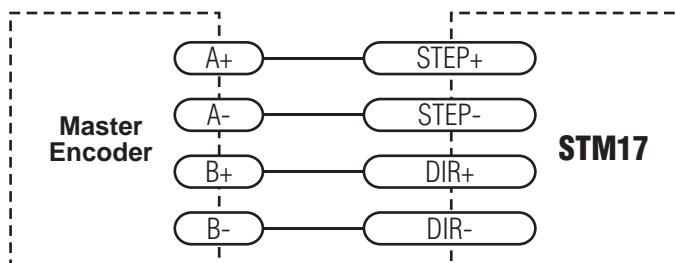 A+ STEP+
A- STEP-
Master
Encoder
STM17
B+ DIR+
B- DIR-